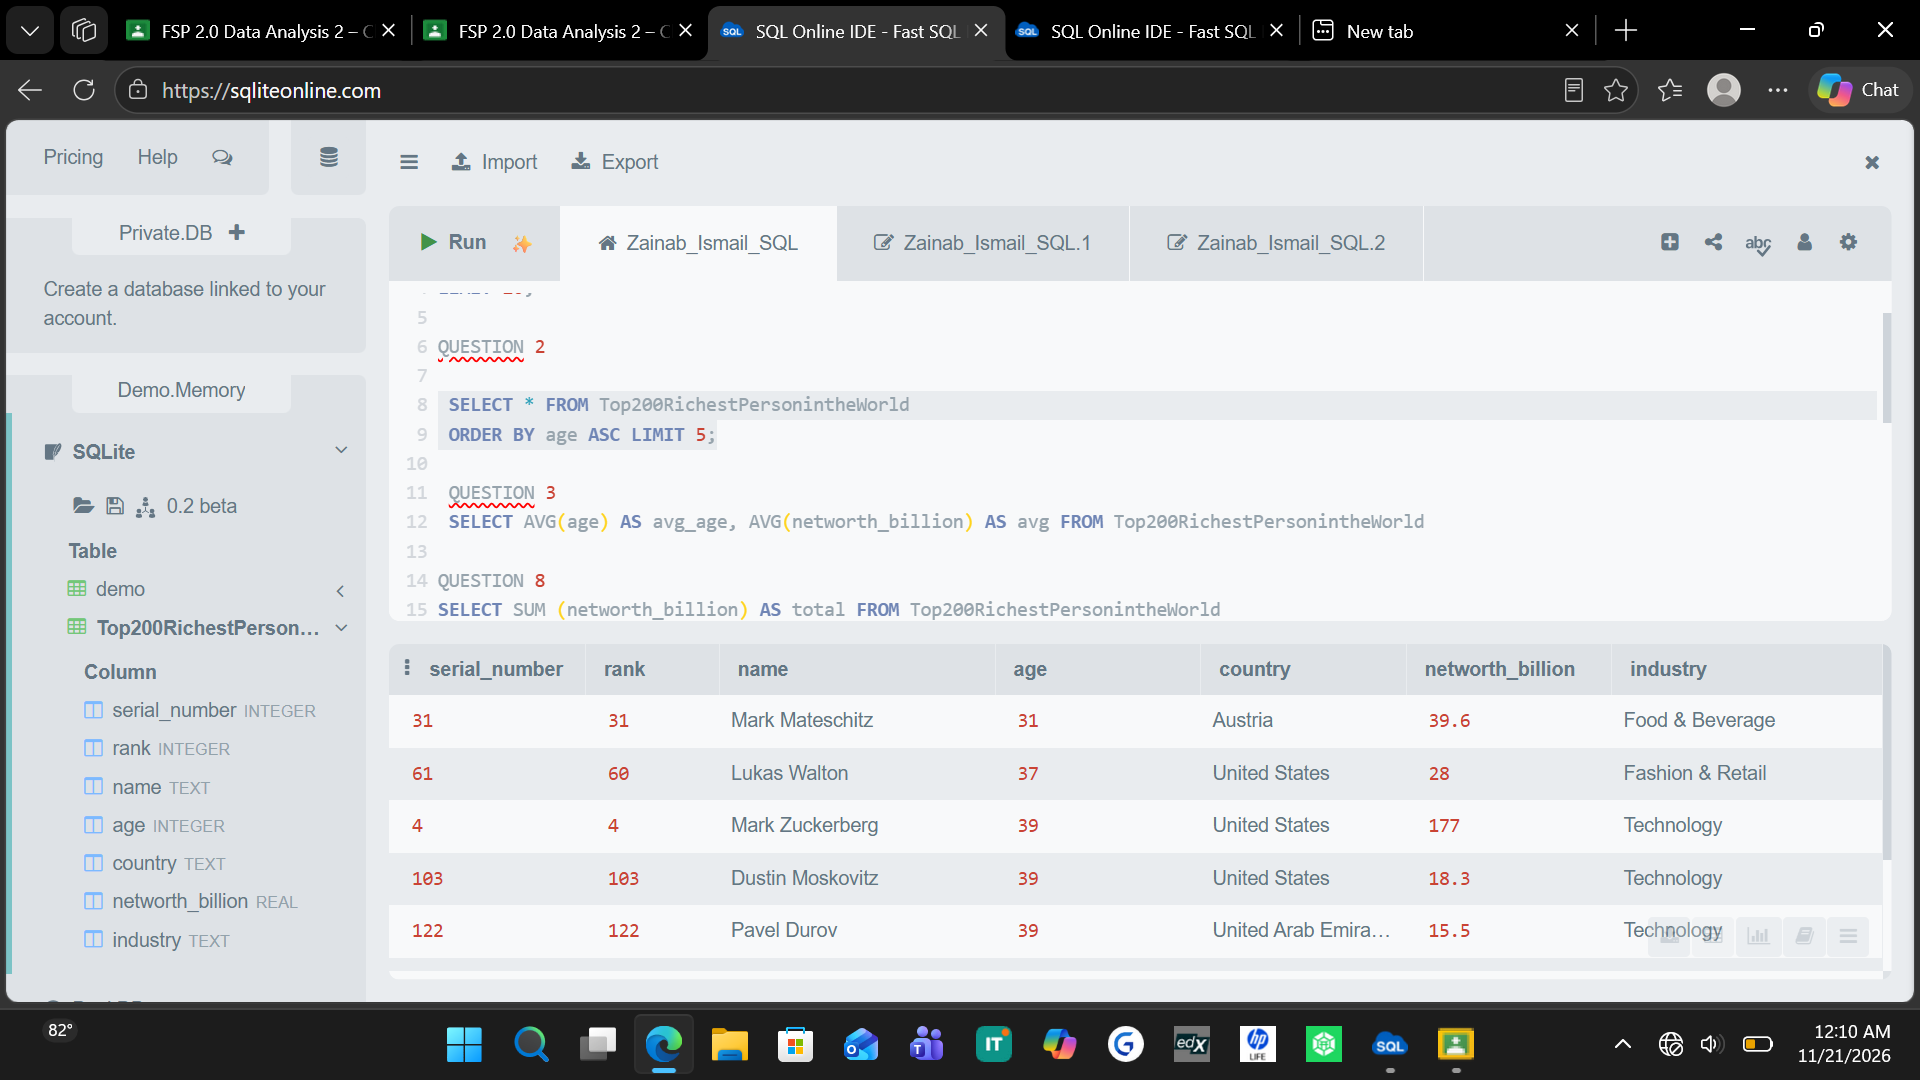 FSP 2.0 Data Analysis 2 – C
FSP 2.0 Data Analysis 2 – C
SQL Online IDE - Fast SQL
SQL Online IDE - Fast SQL
New tab
https://sqliteonline.com
Chat
Pricing
Help
Import
Export
Private.DB
Create a database linked to your
account.
Demo.Memory
SQLite
0.2 beta
Table
demo
Top200RichestPerson...
Column
serial_number INTEGER
rank INTEGER
name TEXT
age INTEGER
country TEXT
networth_billion REAL
industry TEXT
Run
Zainab_Ismail_SQL
Zainab_Ismail_SQL.1
Zainab_Ismail_SQL.2
abc
5
6 QUESTION 2
7
8 SELECT * FROM Top200RichestPersonintheWorld
9 ORDER BY age ASC LIMIT 5;
10
11 QUESTION 3
12 SELECT AVG(age) AS avg_age, AVG(networth_billion) AS avg FROM Top200RichestPersonintheWorld
13
14 QUESTION 8
15 SELECT SUM (networth_billion) AS total FROM Top200RichestPersonintheWorld
serial_number rank name age country networth_billion industry
31 31 Mark Mateschitz 31 Austria 39.6 Food & Beverage
61 60 Lukas Walton 37 United States 28 Fashion & Retail
4 4 Mark Zuckerberg 39 United States 177 Technology
103 103 Dustin Moskovitz 39 United States 18.3 Technology
122 122 Pavel Durov 39 United Arab Emira... 15.5 Technology
82°
IT
edX
hp
LIFE
SQL
12:10 AM
11/21/2026